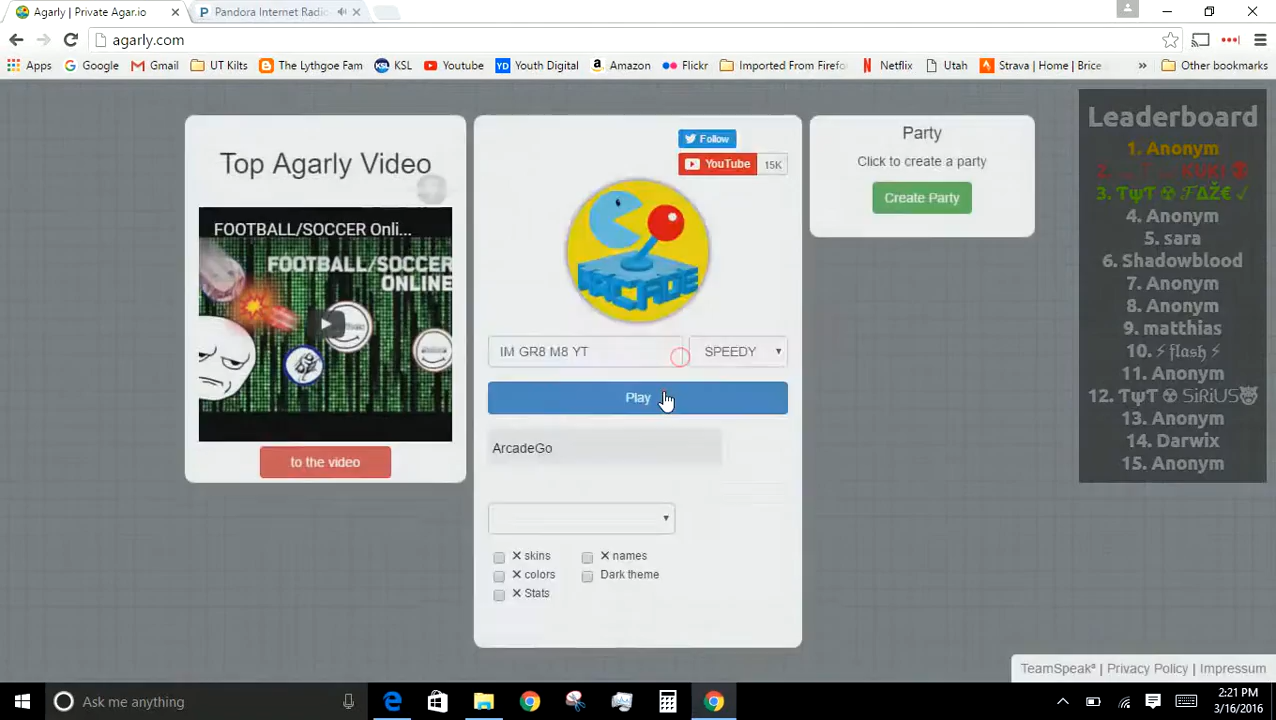 Agarly | Private Agar.io
Pandora Internet Radi
agarly.com
Apps Google Gmail UT Kilts The Lythgoe Fam KSL Youtube Youth Digital Amazon Flickr Imported From Firefo Netflix Utah Strava | Home | Brice » Other bookmarks
Top Agarly Video
FOOTBALL/SOCCER Onli...
FOOTBALL/SOCCER
ONLINE
to the video
Follow
YouTube 15K
ARCADE
IM GR8 M8 YT SPEEDY
Play
ArcadeGo
✕ skins ✕ names
✕ colors Dark theme
✕ Stats
Party
Click to create a party
Create Party
Leaderboard
1. Anonym
2. KUKI
3. TψT ☢ ℱΔŽ€ ✓
4. Anonym
5. sara
6. Shadowblood
7. Anonym
8. Anonym
9. matthias
10. ⚡ flash ⚡
11. Anonym
12. TψT ☢ SiRiUS😈
13. Anonym
14. Darwix
15. Anonym
TeamSpeak³ | Privacy Policy | Impressum
Ask me anything
2:21 PM
3/16/2016